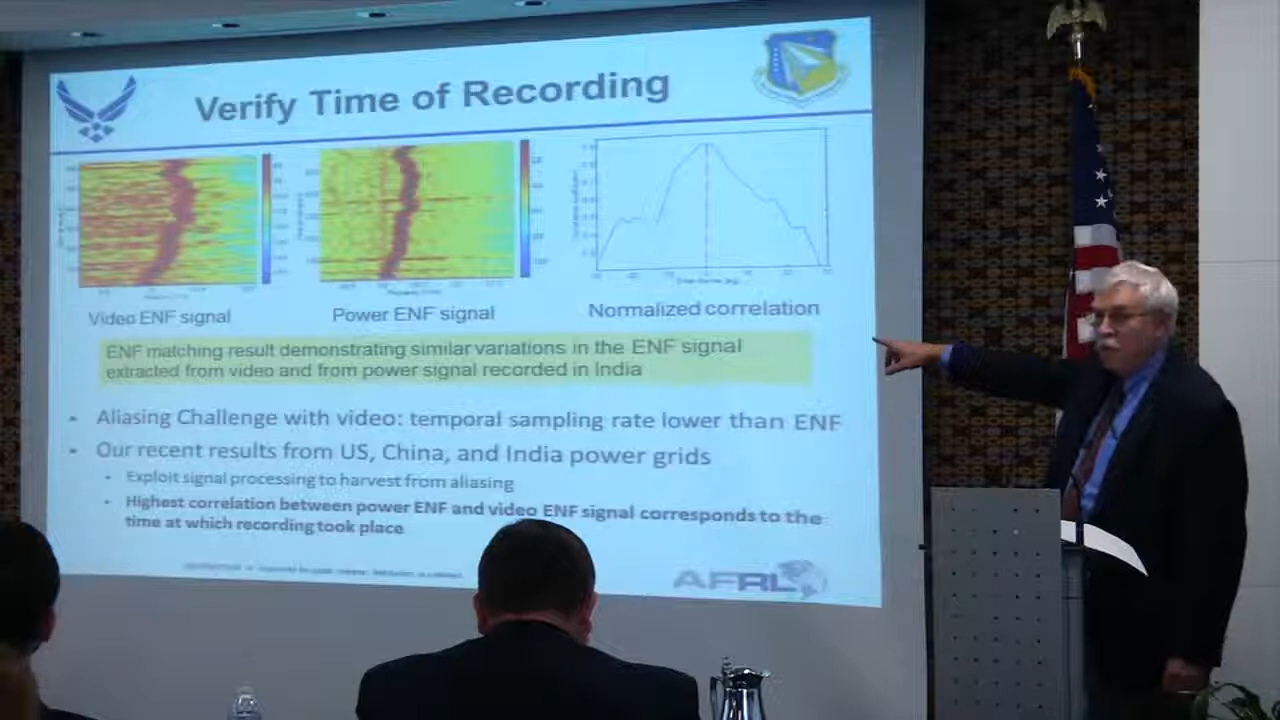 Verify Time of Recording
Video ENF signal
Power ENF signal
Normalized correlation
ENF matching result demonstrating similar variations in the ENF signal
extracted from video and from power signal recorded in India
- Aliasing Challenge with video: temporal sampling rate lower than ENF
- Our recent results from US, China, and India power grids
- Exploit signal processing to harvest from aliasing
- Highest correlation between power ENF and video ENF signal corresponds to the
time at which recording took place
AFRL